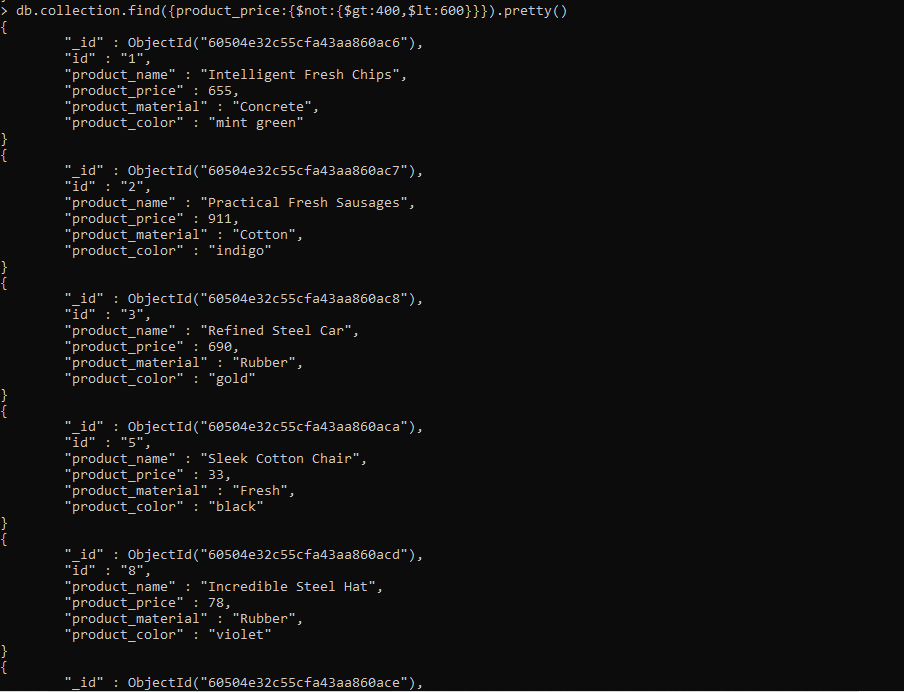 > db.collection.find({product_price:{$not:{$gt:400,$lt:600}}}).pretty()
{
"_id" : ObjectId("60504e32c55cfa43aa860ac6"),
"id" : "1",
"product_name" : "Intelligent Fresh Chips",
"product_price" : 655,
"product_material" : "Concrete",
"product_color" : "mint green"
}
{
"_id" : ObjectId("60504e32c55cfa43aa860ac7"),
"id" : "2",
"product_name" : "Practical Fresh Sausages",
"product_price" : 911,
"product_material" : "Cotton",
"product_color" : "indigo"
}
{
"_id" : ObjectId("60504e32c55cfa43aa860ac8"),
"id" : "3",
"product_name" : "Refined Steel Car",
"product_price" : 690,
"product_material" : "Rubber",
"product_color" : "gold"
}
{
"_id" : ObjectId("60504e32c55cfa43aa860aca"),
"id" : "5",
"product_name" : "Sleek Cotton Chair",
"product_price" : 33,
"product_material" : "Fresh",
"product_color" : "black"
}
{
"_id" : ObjectId("60504e32c55cfa43aa860acd"),
"id" : "8",
"product_name" : "Incredible Steel Hat",
"product_price" : 78,
"product_material" : "Rubber",
"product_color" : "violet"
}
{
"_id" : ObjectId("60504e32c55cfa43aa860ace"),